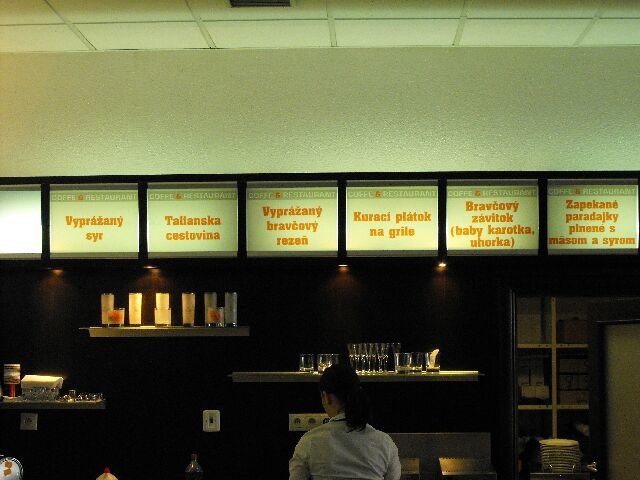 COFFE & RESTAURANT
Vyprážaný
syr
COFFE & RESTAURANT
Talianska
cestovina
COFFE & RESTAURANT
Vyprážaný
bravčový
rezeň
COFFE & RESTAURANT
Kurací plátok
na grile
COFFE & RESTAURANT
Bravčový
závitok
(baby karotka,
uhorka)
COFFE & RESTAURANT
Zapekané
paradajky
plnené s
mäsom a syrom